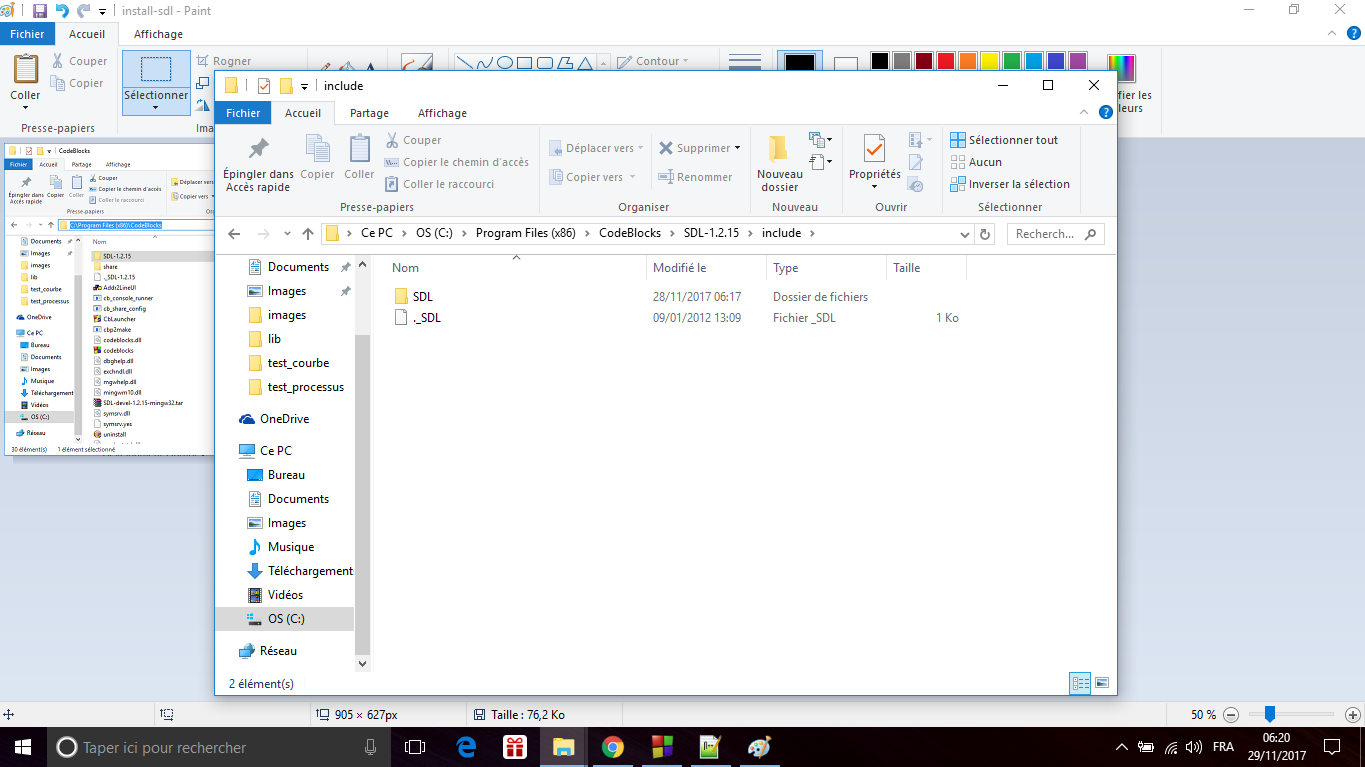 install-sdl - Paint
Fichier Accueil Affichage
Coller
Couper
Copier
Presse-papiers
Sélectionner
Rogner
Ima
Contour
fier les
leurs
CodeBlocks
Fichier Accueil Partage Affichage
Épingler dans
Accès rapide
Copier Coller
Couper
Copier le chemin d'accès
Coller le raccourci
Déplacer vers
Copier vers
Presse-papiers
Or
C:\Program Files (x86)\CodeBlocks
Documents
Images
images
lib
test_courbe
test_processus
OneDrive
Ce PC
Bureau
Documents
Images
Musique
Téléchargement
Vidéos
OS (C:)
Réseau
Nom
SDL-1.2.15
share
._SDL-1.2.15
Addr2LineUI
cb_console_runner
cb_share_config
CbLauncher
cbp2make
codeblocks.dll
codeblocks
dbghelp.dll
exchndl.dll
mgwhelp.dll
mingwm10.dll
SDL-devel-1.2.15-mingw32.tar
symsrv.dll
symsrv.yes
uninstall
30 élément(s) 1 élément sélectionné
include
Fichier Accueil Partage Affichage
Épingler dans
Accès rapide
Copier
Coller
Couper
Copier le chemin d'accès
Coller le raccourci
Presse-papiers
Déplacer vers
Copier vers
Supprimer
Renommer
Organiser
Nouveau
dossier
Nouveau
Propriétés
Ouvrir
Sélectionner tout
Aucun
Inverser la sélection
Sélectionner
Ce PC OS (C:) Program Files (x86) CodeBlocks SDL-1.2.15 include
Recherch...
Documents
Images
images
lib
test_courbe
test_processus
OneDrive
Ce PC
Bureau
Documents
Images
Musique
Téléchargement
Vidéos
OS (C:)
Réseau
Nom Modifié le Type Taille
SDL 28/11/2017 06:17 Dossier de fichiers
._SDL 09/01/2012 13:09 Fichier _SDL 1 Ko
2 élément(s)
905 × 627px
Taille : 76,2 Ko
50 %
Taper ici pour rechercher
FRA
06:20
29/11/2017